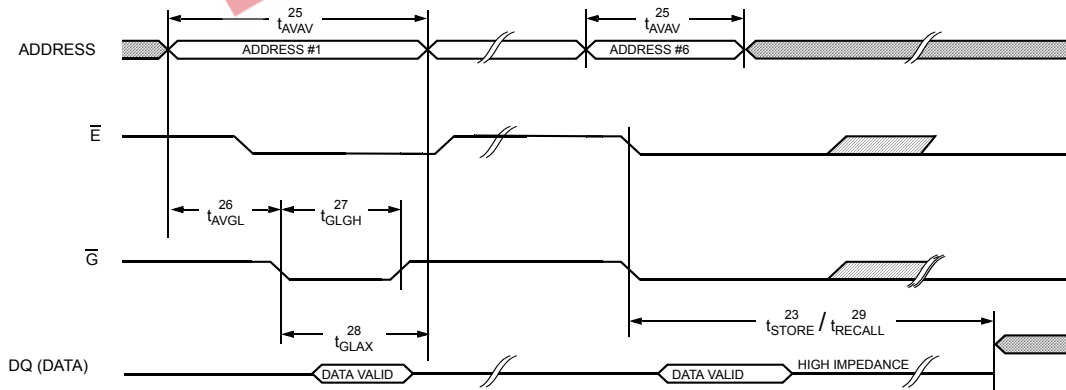 25
tAVAV
25
tAVAV
ADDRESS
ADDRESS #1
ADDRESS #6
E
26
tAVGL
27
tGLGH
G
28
tGLAX
23
tSTORE / 29
tRECALL
DQ (DATA)
DATA VALID
DATA VALID
HIGH IMPEDANCE